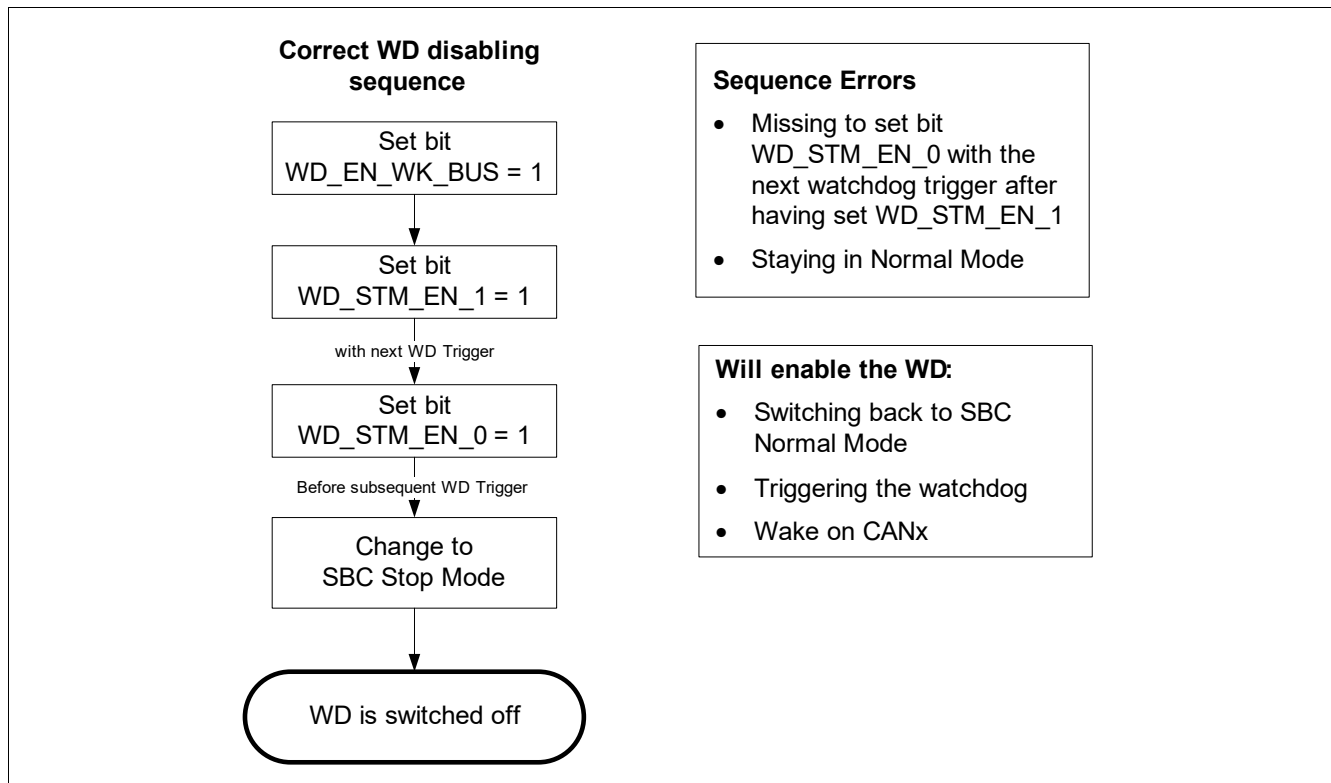 Correct WD disabling
sequence
Set bit
WD_EN_WK_BUS = 1
Set bit
WD_STM_EN_1 = 1
with next WD Trigger
Set bit
WD_STM_EN_0 = 1
Before subsequent WD Trigger
Change to
SBC Stop Mode
WD is switched off
Sequence Errors
• Missing to set bit
WD_STM_EN_0 with the
next watchdog trigger after
having set WD_STM_EN_1
• Staying in Normal Mode
Will enable the WD:
• Switching back to SBC
Normal Mode
• Triggering the watchdog
• Wake on CANx